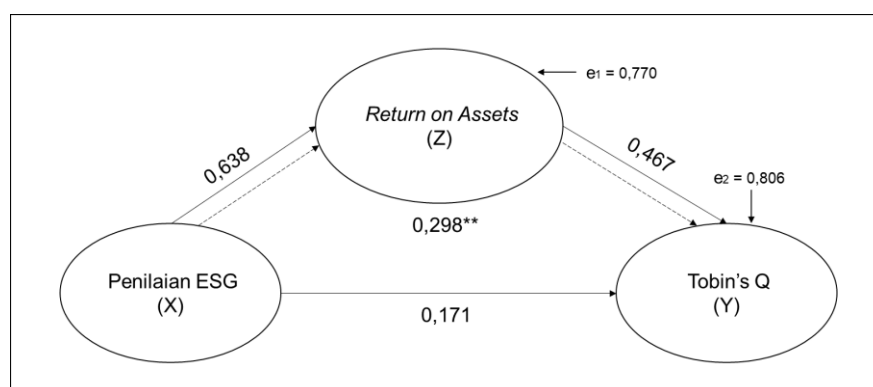 e1 = 0,770
Return on Assets
(Z)
0,638
0,467
e2 = 0,806
0,298**
Penilaian ESG
(X)
Tobin's Q
(Y)
0,171